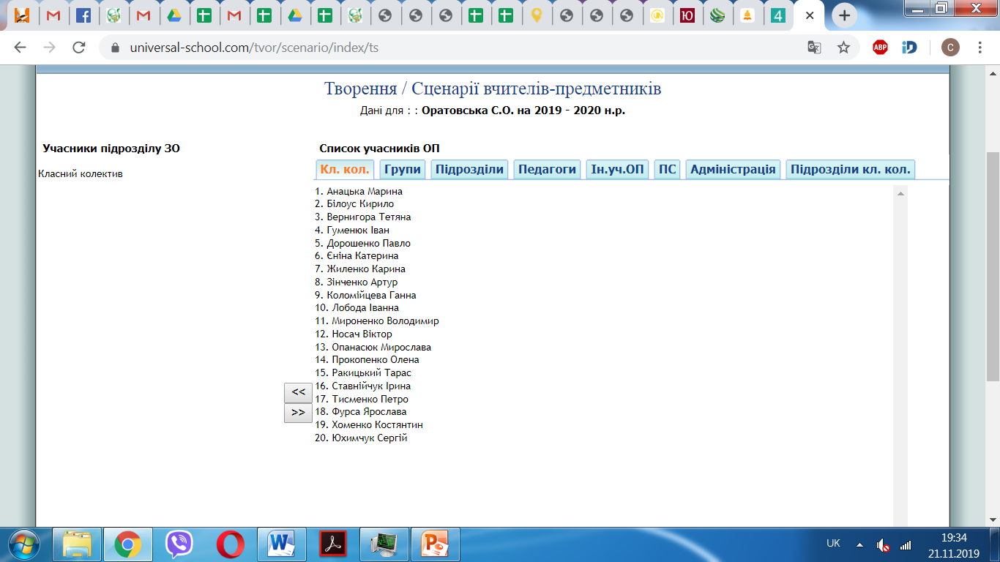 universal-school.com/tvor/scenario/index/ts
Творення / Сценарії вчителів-предметників
Дані для : : Оратовська С.О. на 2019 - 2020 н.р.
Учасники підрозділу ЗО
Класний колектив
Список учасників ОП
Кл. кол. Групи Підрозділи Педагоги Ін.уч.ОП ПС Адміністрація Підрозділи кл. кол.
1. Анацька Марина
2. Білоус Кирило
3. Вернигора Тетяна
4. Гуменюк Іван
5. Дорошенко Павло
6. Єніна Катерина
7. Жиленко Карина
8. Зінченко Артур
9. Коломійцева Ганна
10. Лобода Іванна
11. Мироненко Володимир
12. Носач Віктор
13. Опанасюк Мирослава
14. Прокопенко Олена
15. Ракицький Тарас
16. Ставнійчук Ірина
17. Тисменко Петро
18. Фурса Ярослава
19. Хоменко Костянтин
20. Юхимчук Сергій
<<
>>
UK
19:34
21.11.2019